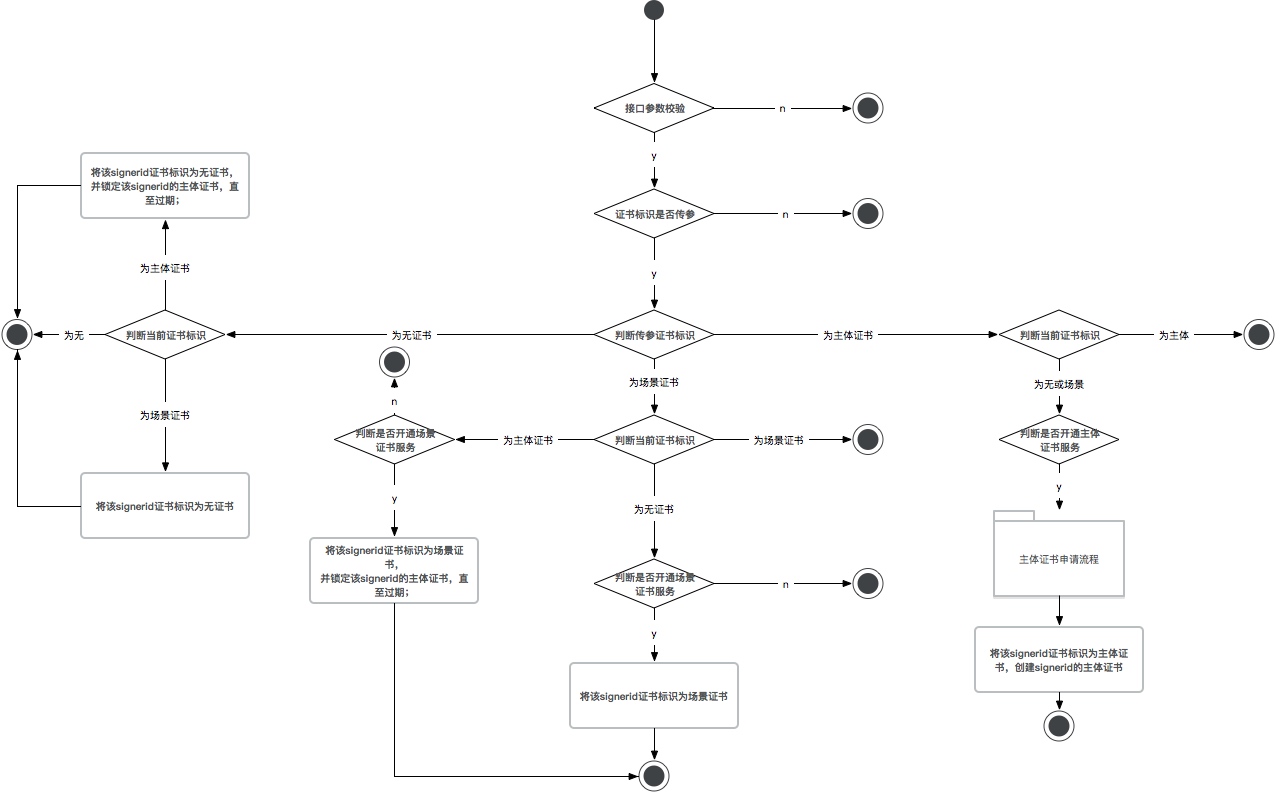 接口参数校验
n
y
将该signerid证书标识为无证书，
并锁定该signerid的主体证书，直
至过期；
证书标识是否传参
n
为主体证书
y
为无
判断当前证书标识
为无证书
判断传参证书标识
为主体证书
判断当前证书标识
为主体
为场景证书
为无或场景
n
为场景证书
判断是否开通场景
证书服务
为主体证书
判断当前证书标识
为场景证书
判断是否开通主体
证书服务
y
y
将该signerid证书标识为无证书
为无证书
将该signerid证书标识为场景证
书，
并锁定该signerid的主体证书，直
至过期；
主体证书申请流程
判断是否开通场景
证书服务
n
y
将该signerid证书标识为主体证
书，创建signerid的主体证书
将该signerid证书标识为场景证书